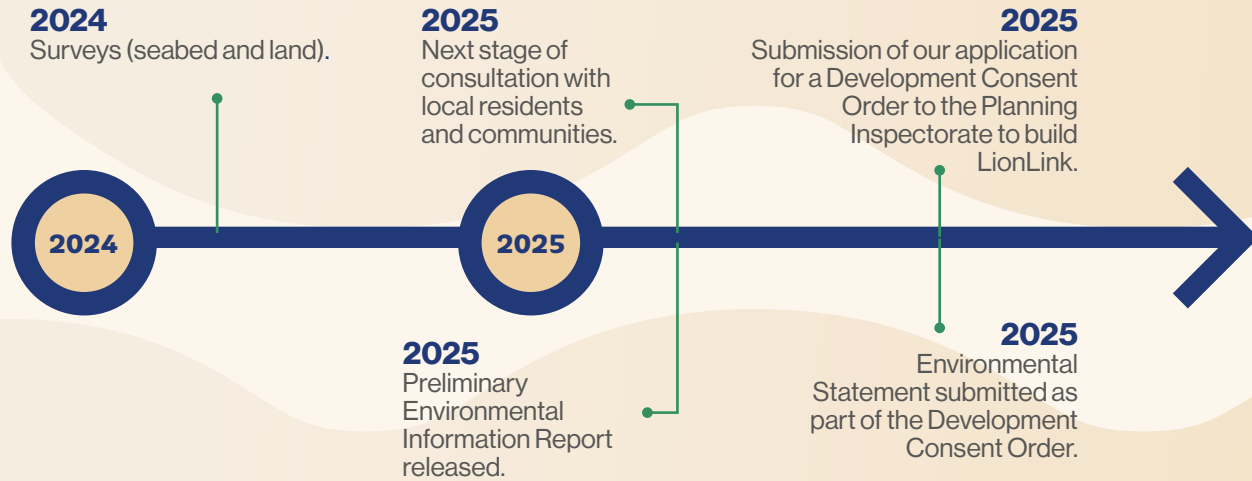 2024
Surveys (seabed and land).
2025
Next stage of
consultation with
local residents
and communities.
2025
Submission of our application
for a Development Consent
Order to the Planning
Inspectorate to build
LionLink.
2024
2025
2025
Preliminary
Environmental
Information Report
released.
2025
Environmental
Statement submitted as
part of the Development
Consent Order.